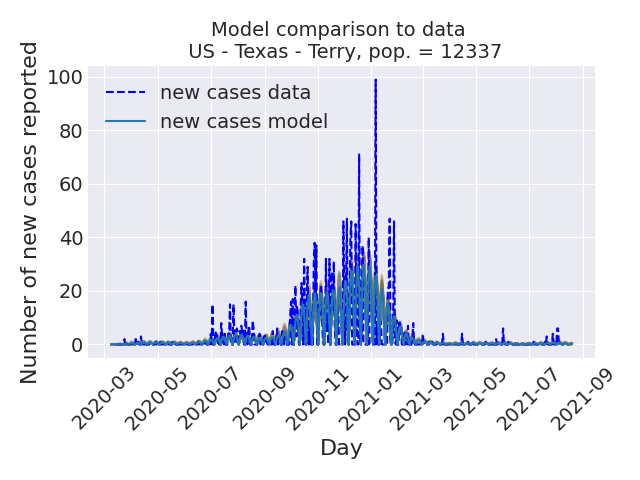 Model comparison to data
US - Texas - Terry, pop. = 12337
Number of new cases reported
100
80
60
40
20
0
new cases data
new cases model
2020-03
2020-05
2020-07
2020-09
2020-11
2021-01
2021-03
2021-05
2021-07
2021-09
Day